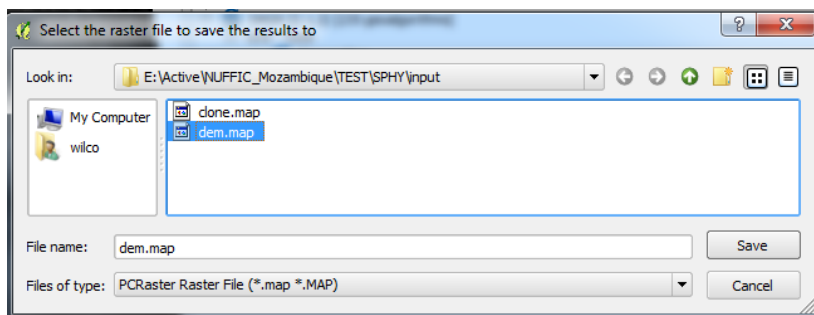 Select the raster file to save the results to
Look in: E:\Active\NUFFIC_Mozambique\TEST\SPHY\input
My Computer
wilco
clone.map
dem.map
File name: dem.map
Save
Files of type: PCRaster Raster File (*.map *.MAP)
Cancel